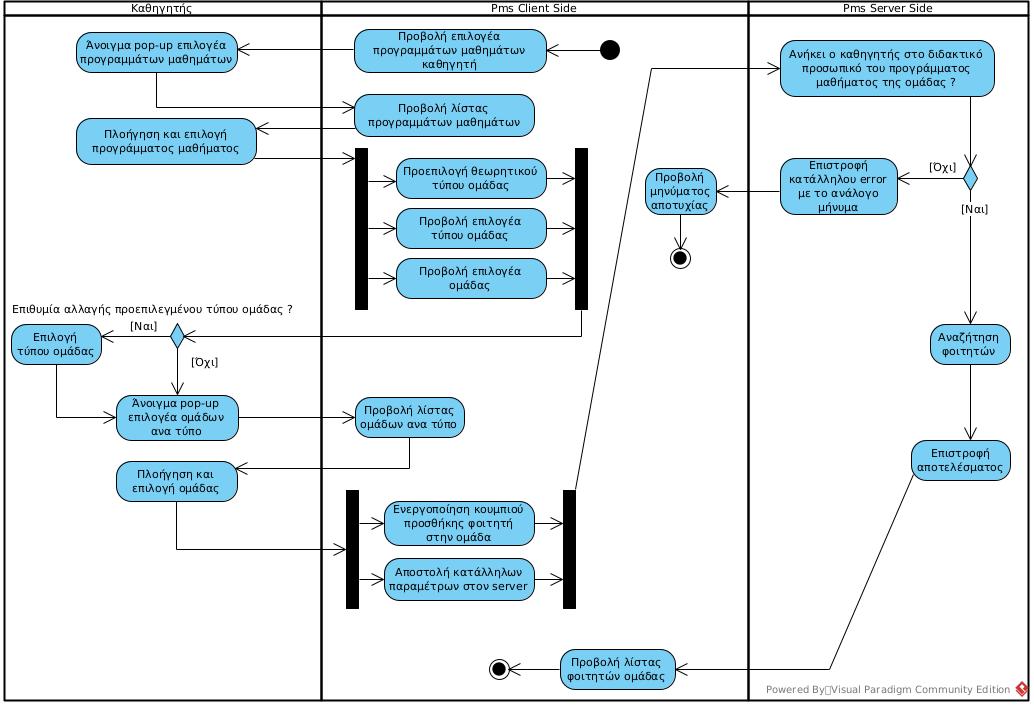 Καθηγητής
Pms Client Side
Pms Server Side
Άνοιγμα pop-up επιλογέα
προγραμμάτων μαθημάτων
Προβολή επιλογέα
προγραμμάτων μαθημάτων
καθηγητή
Ανήκει ο καθηγητής στο διδακτικό
προσωπικό του προγράμματος
μαθήματος της ομάδας ?
Προβολή λίστας
προγραμμάτων μαθημάτων
Πλοήγηση και επιλογή
προγράμματος μαθήματος
Προεπιλογή θεωρητικού
τύπου ομάδας
Προβολή επιλογέα
τύπου ομάδας
Προβολή επιλογέα
ομάδας
Προβολή
μηνύματος
αποτυχίας
Επιστροφή
κατάλληλου error
με το ανάλογο
μήνυμα
[Όχι]
[Ναι]
Επιθυμία αλλαγής προεπιλεγμένου τύπου ομάδας ?
[Ναι]
Επιλογή
τύπου ομάδας
[Όχι]
Αναζήτηση
φοιτητών
Άνοιγμα pop-up
επιλογέα ομάδων
ανα τύπο
Προβολή λίστας
ομάδων ανα τύπο
Πλοήγηση και
επιλογή ομάδας
Επιστροφή
αποτελέσματος
Ενεργοποίηση κουμπιού
προσθήκης φοιτητή
στην ομάδα
Αποστολή κατάλληλων
παραμέτρων στον server
Προβολή λίστας
φοιτητών ομάδας
Powered By Visual Paradigm Community Edition